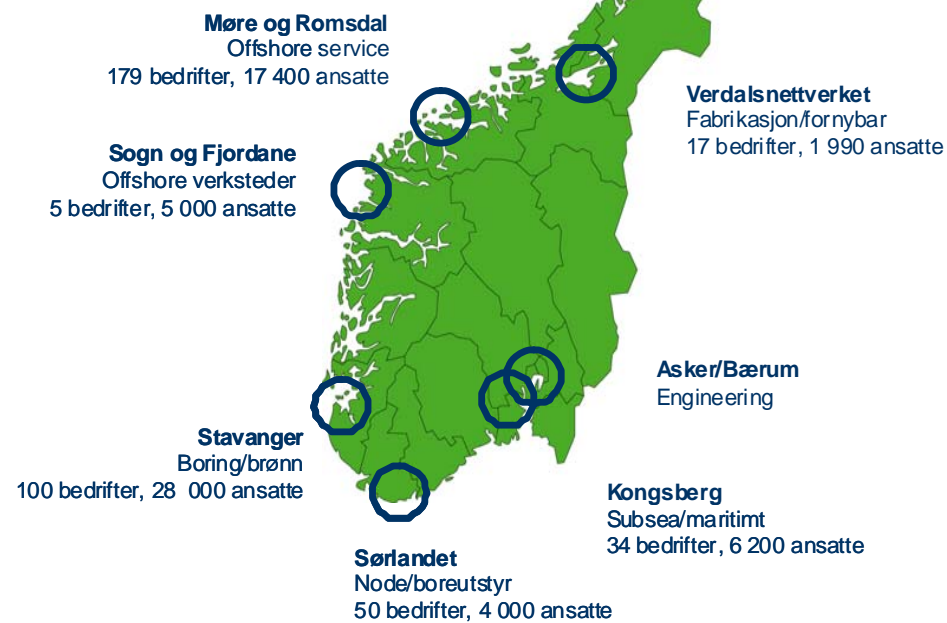 Møre og Romsdal
Offshore service
179 bedrifter, 17 400 ansatte
Verdalsnettverket
Fabrikasjon/fornybar
17 bedrifter, 1 990 ansatte
Sogn og Fjordane
Offshore verksteder
5 bedrifter, 5 000 ansatte
Asker/Bærum
Engineering
Stavanger
Boring/brønn
100 bedrifter, 28 000 ansatte
Kongsberg
Subsea/maritimt
34 bedrifter, 6 200 ansatte
Sørlandet
Node/boreutstyr
50 bedrifter, 4 000 ansatte